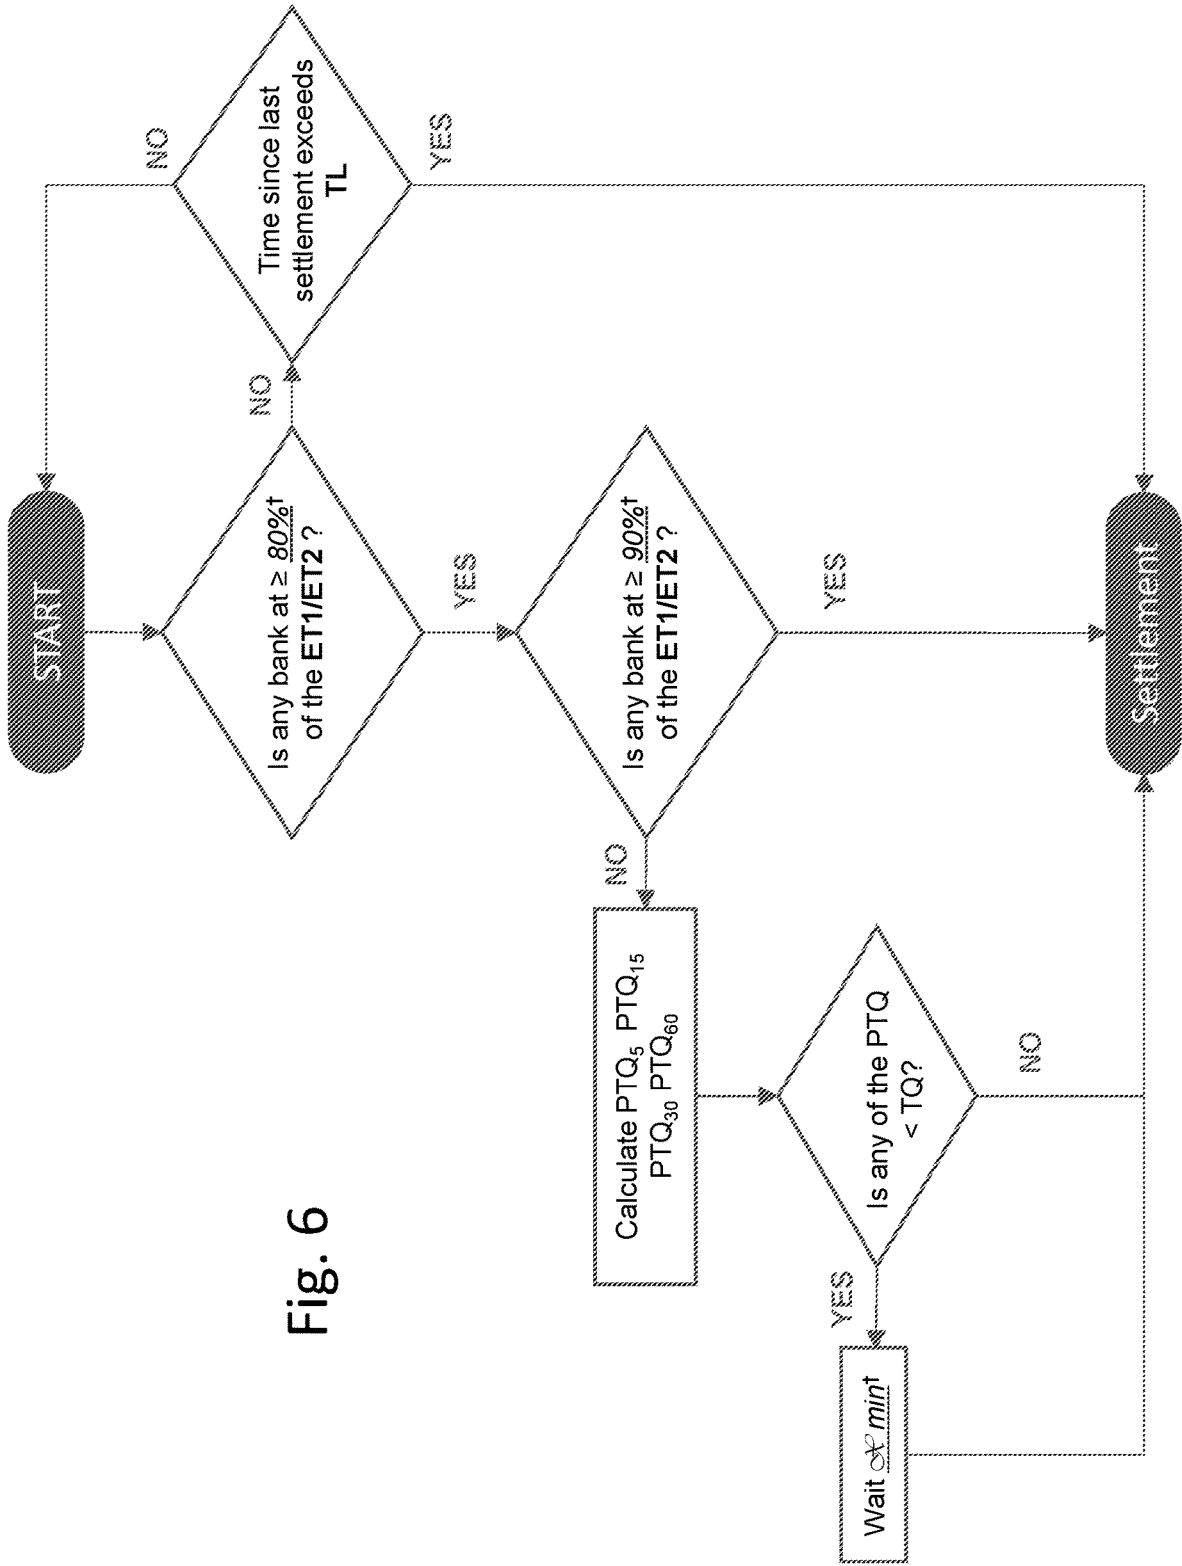 Fig. 6
START
Is any bank at ≥ 80%†
of the ET1/ET2 ?
NO
Time since last
settlement exceeds
TL
NO
YES
YES
Is any bank at ≥ 90%†
of the ET1/ET2 ?
NO
YES
Calculate PTQ₅ PTQ₁₅
PTQ₃₀ PTQ₆₀
Is any of the PTQ
< TQ?
YES
NO
Wait 𝒳 min†
Settlement